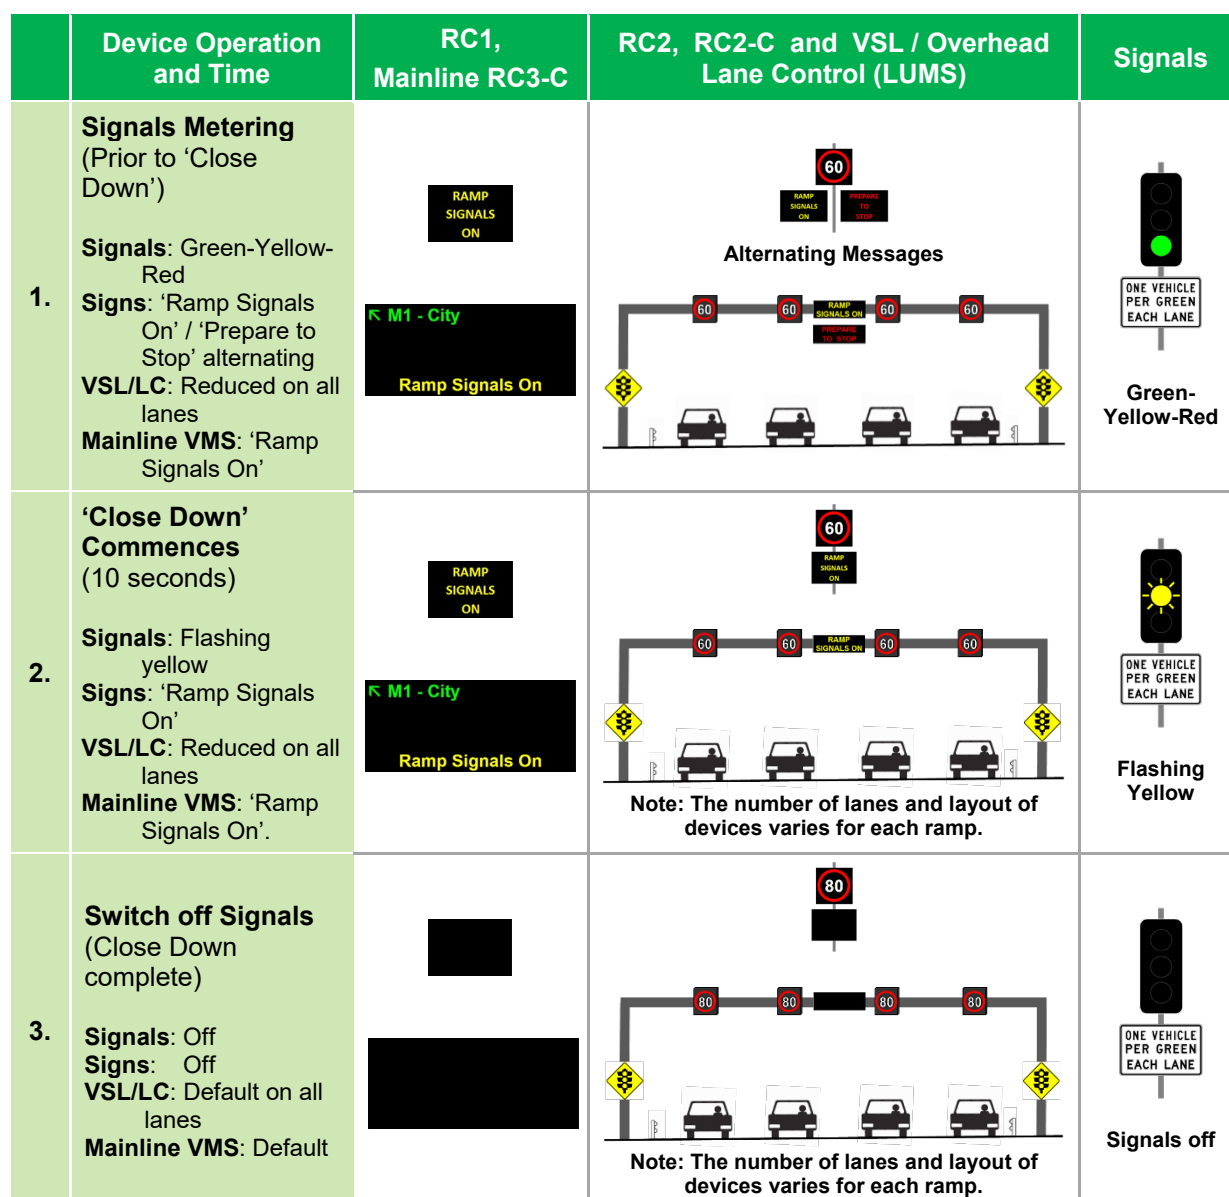 Device Operation
and Time
RC1,
Mainline RC3-C
RC2, RC2-C and VSL / Overhead
Lane Control (LUMS)
Signals
1.
Signals Metering
(Prior to ‘Close
Down’)
Signals: Green-Yellow-
Red
Signs: ‘Ramp Signals
On’ / ‘Prepare to
Stop’ alternating
VSL/LC: Reduced on all
lanes
Mainline VMS: ‘Ramp
Signals On’
RAMP
SIGNALS
ON
M1 - City
Ramp Signals On
60
RAMP
SIGNALS
ON
PREPARE
TO
STOP
Alternating Messages
60
60
RAMP
SIGNALS ON
60
60
PREPARE
TO STOP
ONE VEHICLE
PER GREEN
EACH LANE
Green-
Yellow-Red
2.
‘Close Down’
Commences
(10 seconds)
Signals: Flashing
yellow
Signs: ‘Ramp Signals
On’
VSL/LC: Reduced on all
lanes
Mainline VMS: ‘Ramp
Signals On’.
RAMP
SIGNALS
ON
M1 - City
Ramp Signals On
60
RAMP
SIGNALS
ON
60
60
RAMP
SIGNALS ON
60
60
Note: The number of lanes and layout of
devices varies for each ramp.
ONE VEHICLE
PER GREEN
EACH LANE
Flashing
Yellow
3.
Switch off Signals
(Close Down
complete)
Signals: Off
Signs: Off
VSL/LC: Default on all
lanes
Mainline VMS: Default
80
80
80
80
80
Note: The number of lanes and layout of
devices varies for each ramp.
ONE VEHICLE
PER GREEN
EACH LANE
Signals off